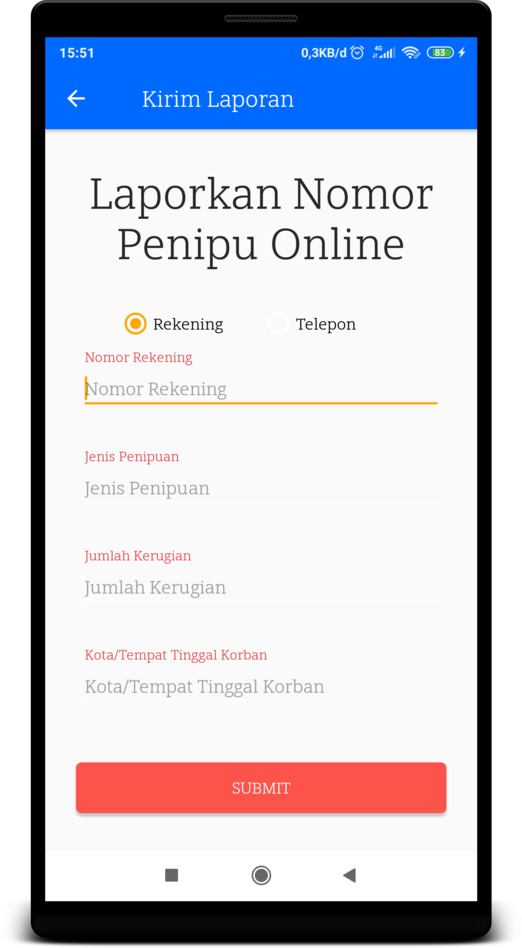 15:51
0,3KB/d 4G 83
Kirim Laporan
Laporkan Nomor
Penipu Online
Rekening Telepon
Nomor Rekening
Nomor Rekening
Jenis Penipuan
Jenis Penipuan
Jumlah Kerugian
Jumlah Kerugian
Kota/Tempat Tinggal Korban
Kota/Tempat Tinggal Korban
SUBMIT